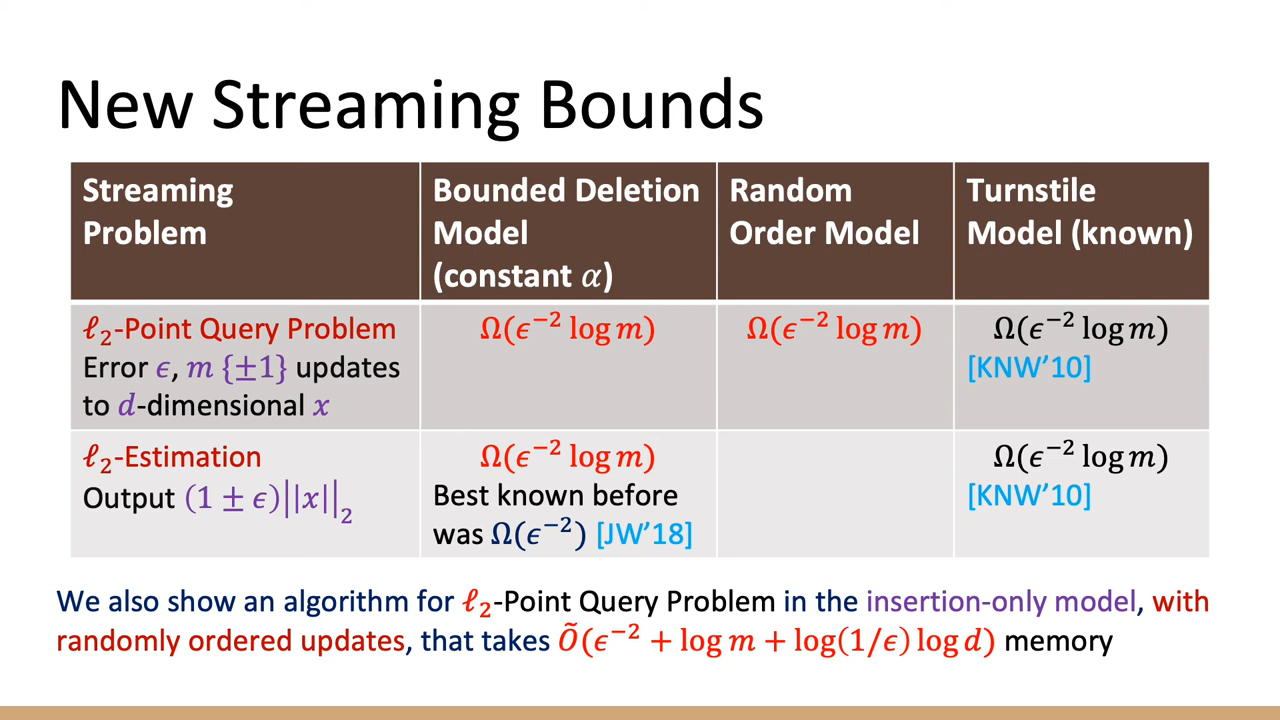 New Streaming Bounds
Streaming
Problem
Bounded Deletion
Model
(constant α)
Random
Order Model
Turnstile
Model (known)
ℓ₂-Point Query Problem
Error ϵ, m {±1} updates
to d-dimensional x
Ω(ϵ⁻² log m)
Ω(ϵ⁻² log m)
Ω(ϵ⁻² log m)
[KNW'10]
ℓ₂-Estimation
Output (1 ± ϵ)||x||₂
Ω(ϵ⁻² log m)
Best known before
was Ω(ϵ⁻²) [JW'18]
Ω(ϵ⁻² log m)
[KNW'10]
We also show an algorithm for ℓ₂-Point Query Problem in the insertion-only model, with
randomly ordered updates, that takes Õ(ϵ⁻² + log m + log(1/ϵ) log d) memory